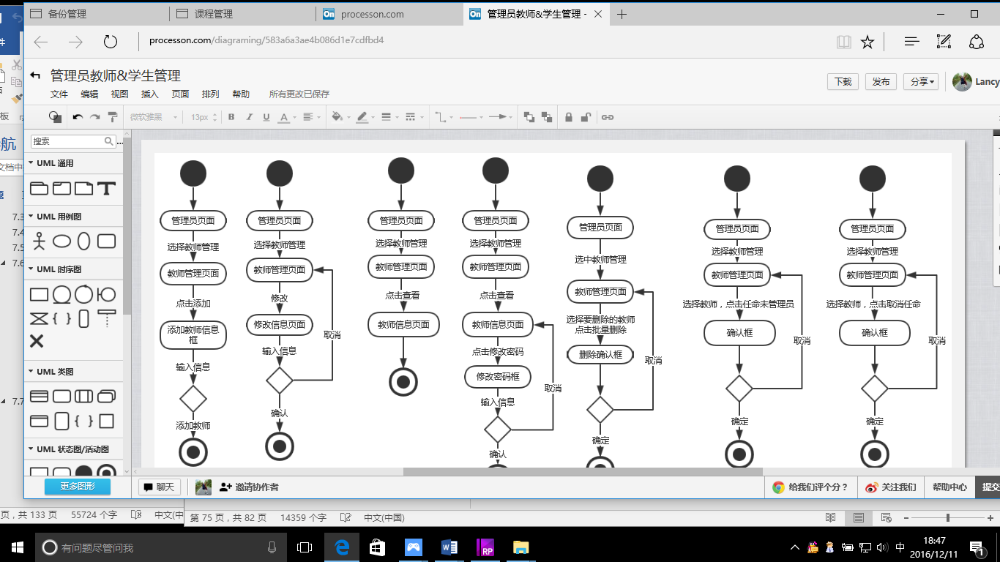 备份管理
课程管理
processon.com
管理员教师&学生管理 -
processon.com/diagraming/583a6a3ae4b086d1e7cdfbd4
管理员教师&学生管理
文件 编辑 视图 插入 页面 排列 帮助 所有更改已保存
下载 发布 分享
Lancy
微软雅黑 13px B I U A
件
板
航
搜索
...
文档中
题
7.3
7.4
7.5
7.6
7.7
UML 通用
UML 用例图
UML 时序图
UML 类图
UML 状态图/活动图
更多图形
管理员页面
选择教师管理
教师管理页面
点击添加
添加教师信息
框
输入信息
添加教师
管理员页面
选择教师管理
教师管理页面
修改
修改信息页面
输入信息
取消
确认
管理员页面
选择教师管理
教师管理页面
点击查看
教师信息页面
管理员页面
选择教师管理
教师管理页面
点击查看
教师信息页面
点击修改密码
修改密码框
输入信息
取消
确认
管理员页面
选中教师管理
教师管理页面
选择要删除的教师
点击批量删除
删除确认框
取消
确定
管理员页面
选择教师管理
教师管理页面
选择教师，点击任命未管理员
确认框
取消
确定
管理员页面
选择教师管理
教师管理页面
选择教师，点击取消任命
确认框
取消
确定
聊天
邀请协作者
给我们评个分？
关注我们
帮助中心
提交
页，共 133 页 55724 个字 中文(中
第 75 页，共 82 页 14359 个字 中文(中国)
有问题尽管问我
RP
中
18:47
2016/12/11
1